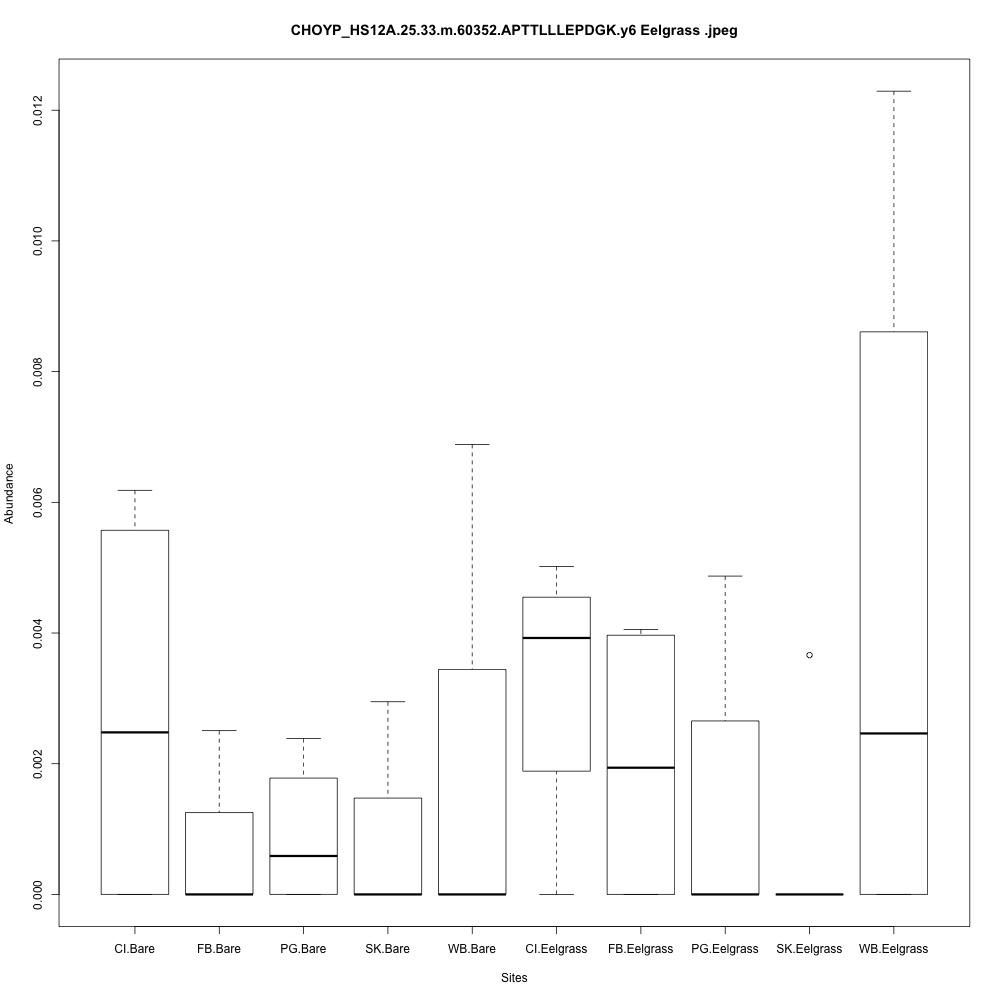 CHOYP_HS12A.25.33.m.60352.APTTLLLEPDGK.y6 Eelgrass .jpeg
0.012
0.010
0.008
0.006
0.004
0.002
0.000
Abundance
CI.Bare FB.Bare PG.Bare SK.Bare WB.Bare CI.Eelgrass FB.Eelgrass PG.Eelgrass SK.Eelgrass WB.Eelgrass
Sites